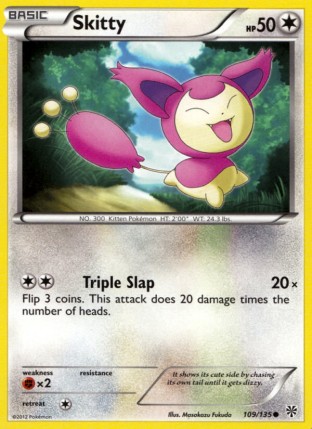 BASIC
Skitty
HP50
NO. 300 Kitten Pokémon HT: 2'00" WT: 24.3 lbs.
Triple Slap 20×
Flip 3 coins. This attack does 20 damage times the
number of heads.
weakness resistance
×2
retreat
It shows its cute side by chasing
its own tail until it gets dizzy.
©2012 Pokémon
Illus. Masakazu Fukuda 109/135